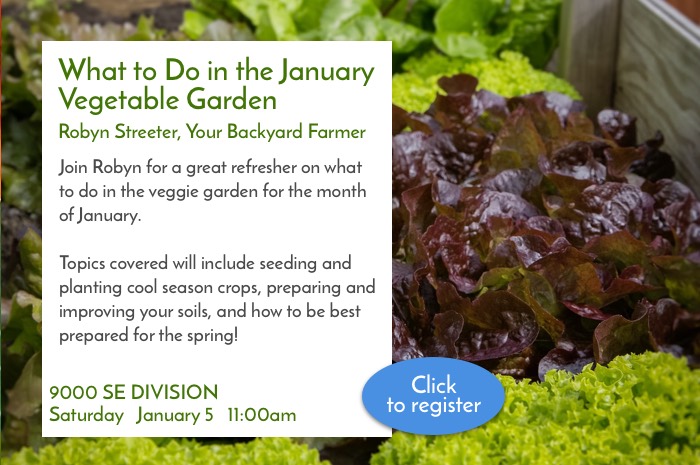 What to Do in the January
Vegetable Garden
Robyn Streeter, Your Backyard Farmer
Join Robyn for a great refresher on what
to do in the veggie garden for the month
of January.
Topics covered will include seeding and
planting cool season crops, preparing and
improving your soils, and how to be best
prepared for the spring!
9000 SE DIVISION
Saturday January 5 11:00am
Click
to register